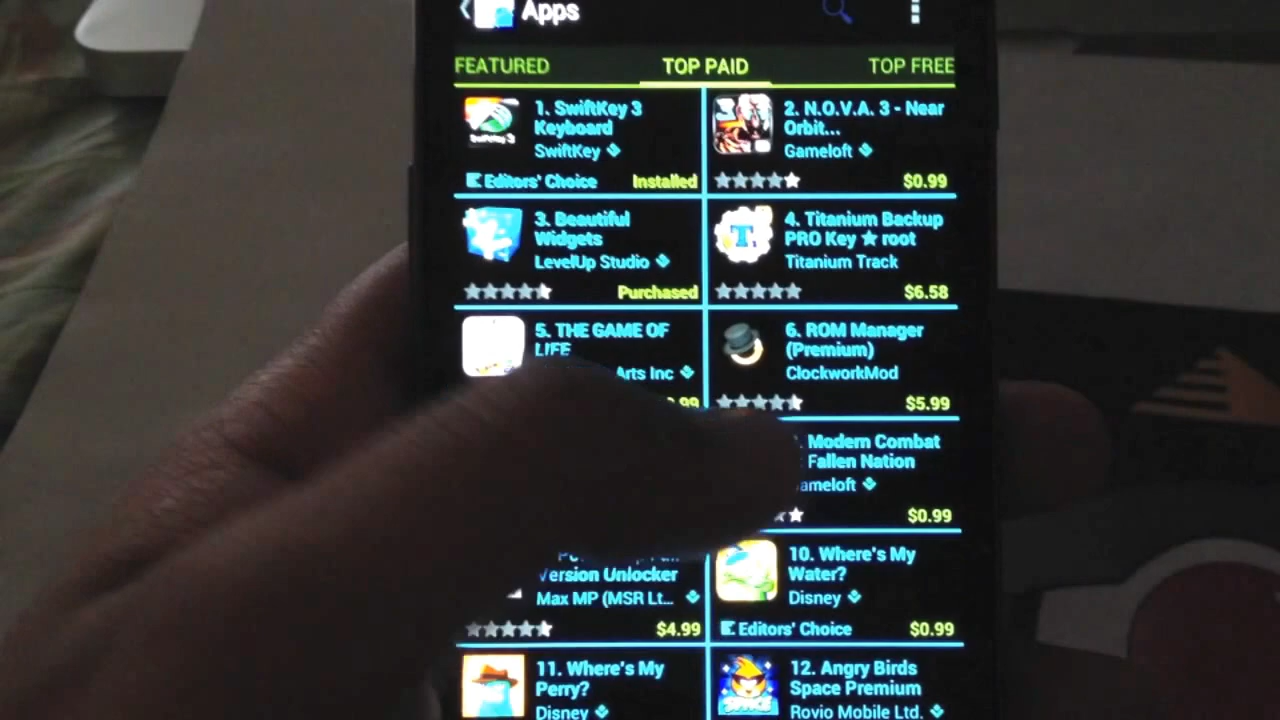 Apps
FEATURED
TOP PAID
TOP FREE
1. SwiftKey 3
Keyboard
SwiftKey
Editors' Choice
Installed
2. N.O.V.A. 3 - Near
Orbit...
Gameloft
$0.99
3. Beautiful
Widgets
LevelUp Studio
Purchased
4. Titanium Backup
PRO Key ★ root
Titanium Track
$6.58
5. THE GAME OF
LIFE
Arts Inc
.99
6. ROM Manager
(Premium)
ClockworkMod
$5.99
Modern Combat
Fallen Nation
ameloft
$0.99
Version Unlocker
Max MP (MSR Lt...
$4.99
10. Where's My
Water?
Disney
Editors' Choice
$0.99
11. Where's My
Perry?
Disney
12. Angry Birds
Space Premium
Rovio Mobile Ltd.
SPACE